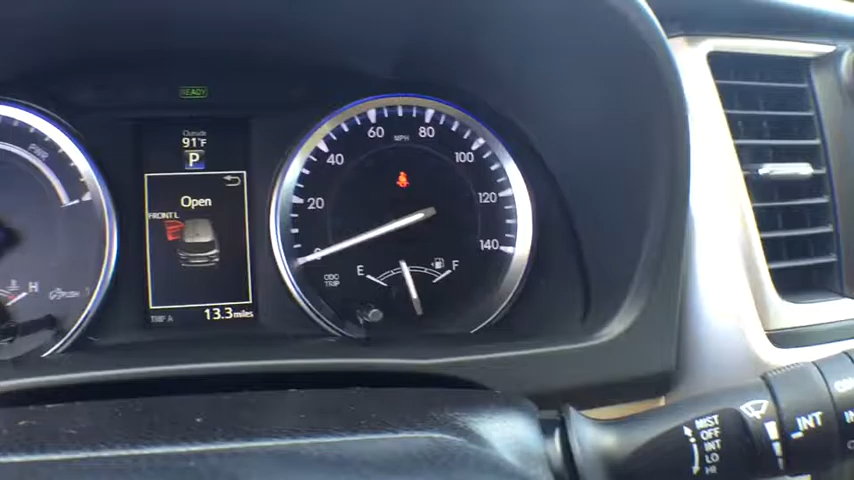 READY
Outside
91°F
P
Open
FRONT L
TRIP A
13.3 miles
PWR
H
PUSH
0
20
40
60
80
100
120
140
MPH
ODO
TRIP
E
F
MIST
OFF
INT
LO
HI
INT